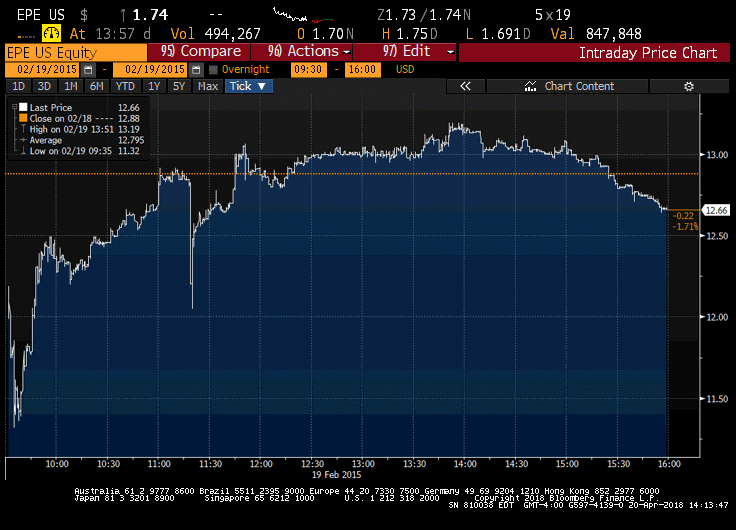 EPE US $ ↑ 1.74 -- Z1.73 / 1.74N 5 x 19
At 13:57 d Vol 494,267 O 1.70N H 1.75D L 1.691D Val 847,848
EPE US Equity 95) Compare 96) Actions 97) Edit Intraday Price Chart
02/19/2015 - 02/19/2015 Overnight 09:30 - 16:00 USD
1D 3D 1M 6M YTD 1Y 5Y Max Tick ▼ « Chart Content
Last Price 12.66
Close on 02/18 ---- 12.88
High on 02/19 13:51 13.19
Average 12.795
Low on 02/19 09:35 11.32
13.00
12.66
-0.22
-1.71%
12.50
12.00
11.50
10:00 10:30 11:00 11:30 12:00 12:30 13:00 13:30 14:00 14:30 15:00 15:30 16:00
19 Feb 2015
Australia 61 2 9777 8600 Brazil 5511 2395 9000 Europe 44 20 7330 7500 Germany 49 69 9204 1210 Hong Kong 852 2977 6000
Japan 81 3 3201 8900 Singapore 65 6212 1000 U.S. 1 212 318 2000 Copyright 2018 Bloomberg Finance L.P.
SN 810038 EDT GMT-4:00 G597-4139-0 20-Apr-2018 14:13:47